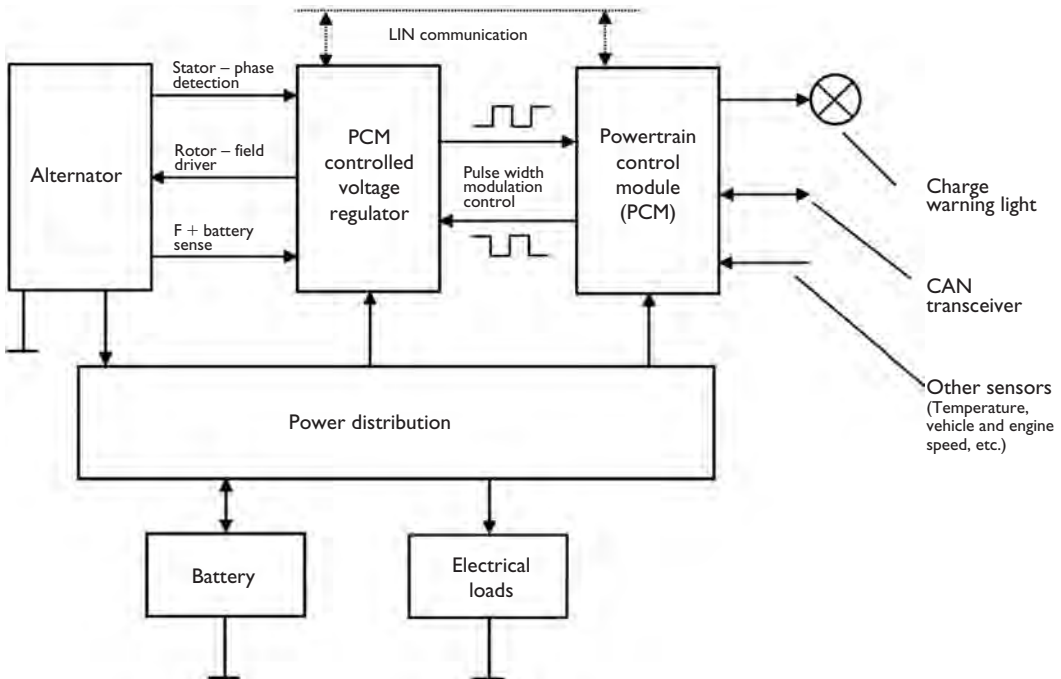 LIN communication
Stator – phase
detection
Alternator
Rotor – field
driver
F + battery
sense
PCM
controlled
voltage
regulator
Pulse width
modulation
control
Powertrain
control
module
(PCM)
Charge
warning light
CAN
transceiver
Other sensors
(Temperature,
vehicle and engine
speed, etc.)
Power distribution
Battery
Electrical
loads